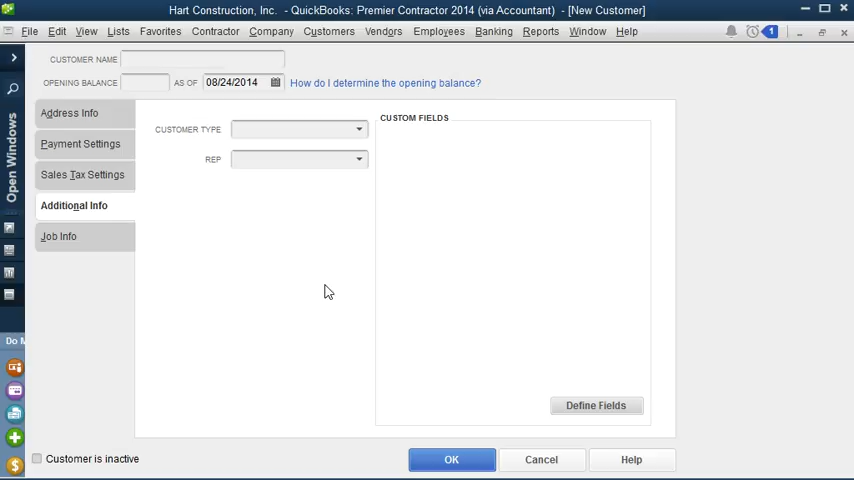 Hart Construction, Inc. - QuickBooks: Premier Contractor 2014 (via Accountant) - [New Customer]
File Edit View Lists Favorites Contractor Company Customers Vendors Employees Banking Reports Window Help 1
CUSTOMER NAME
OPENING BALANCE AS OF 08/24/2014 How do I determine the opening balance?
Open Windows
Address Info
Payment Settings
Sales Tax Settings
Additional Info
Job Info
CUSTOMER TYPE
REP
CUSTOM FIELDS
Define Fields
Do M
Customer is inactive
OK Cancel Help